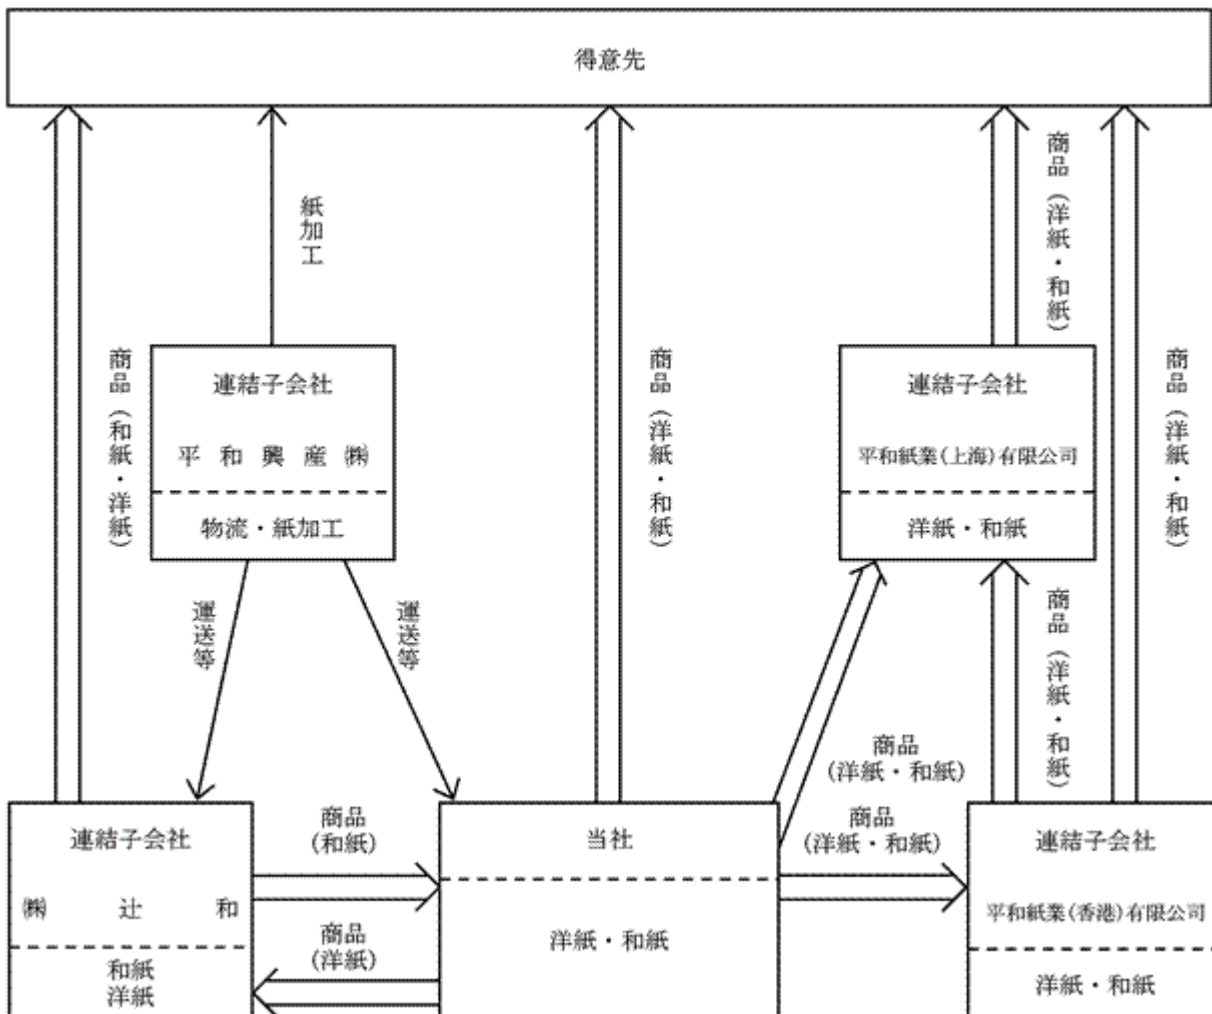 得意先
紙加工
商品（洋紙・和紙）
商品（和紙・洋紙）
連結子会社
平和興産㈱
物流・紙加工
商品（洋紙・和紙）
連結子会社
平和紙業(上海)有限公司
洋紙・和紙
商品（洋紙・和紙）
運送等
運送等
商品（洋紙・和紙）
商品
(洋紙・和紙)
連結子会社
㈱辻和
和紙
洋紙
商品
(和紙)
商品
(洋紙)
当社
洋紙・和紙
商品
(洋紙・和紙)
連結子会社
平和紙業(香港)有限公司
洋紙・和紙